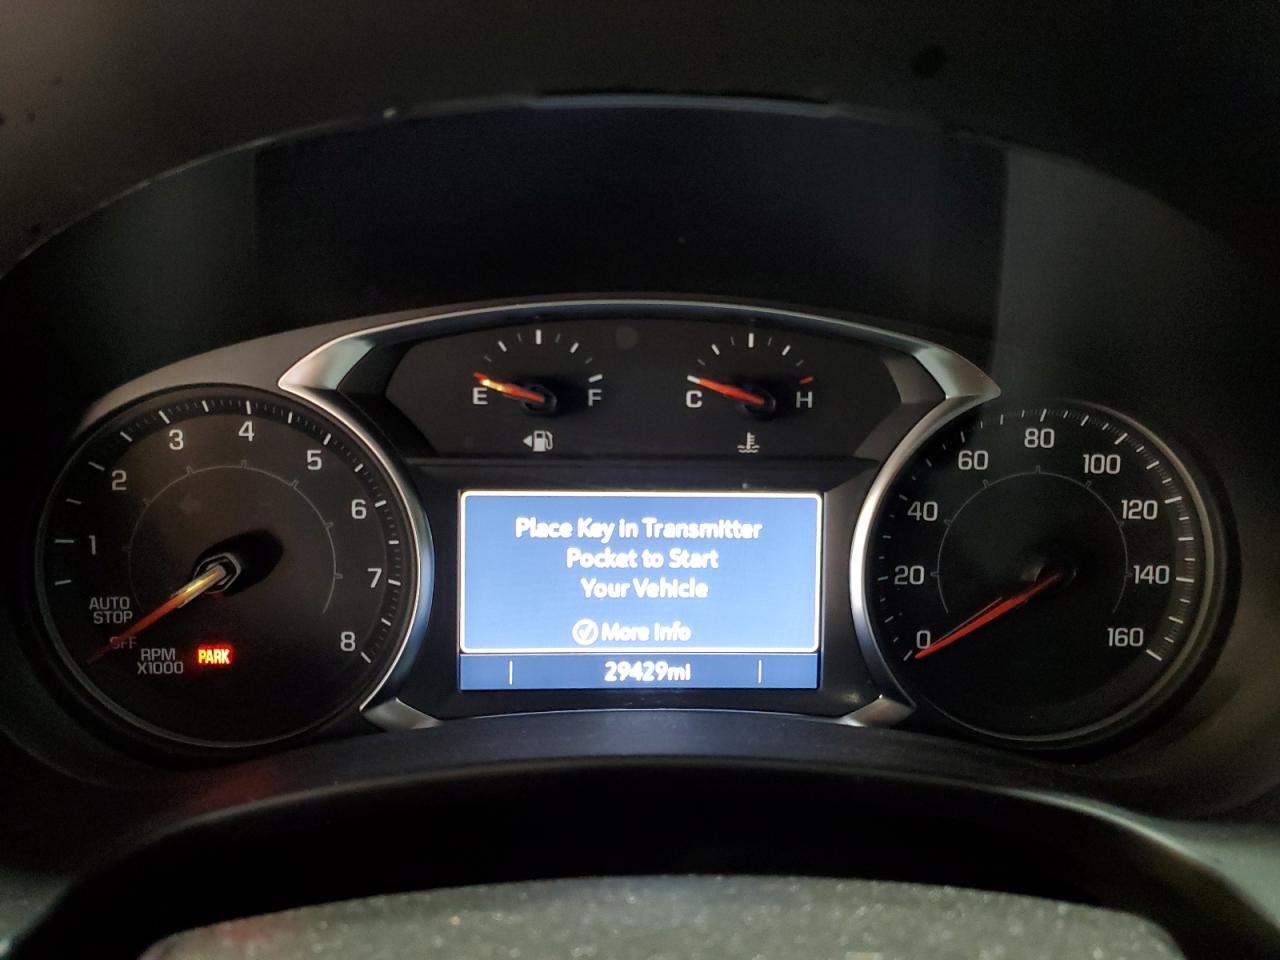 E
F
C
H
1
2
3
4
5
6
7
8
AUTO
STOP
OFF
RPM
X1000
PARK
Place Key in Transmitter
Pocket to Start
Your Vehicle
More Info
29429mi
0
20
40
60
80
100
120
140
160